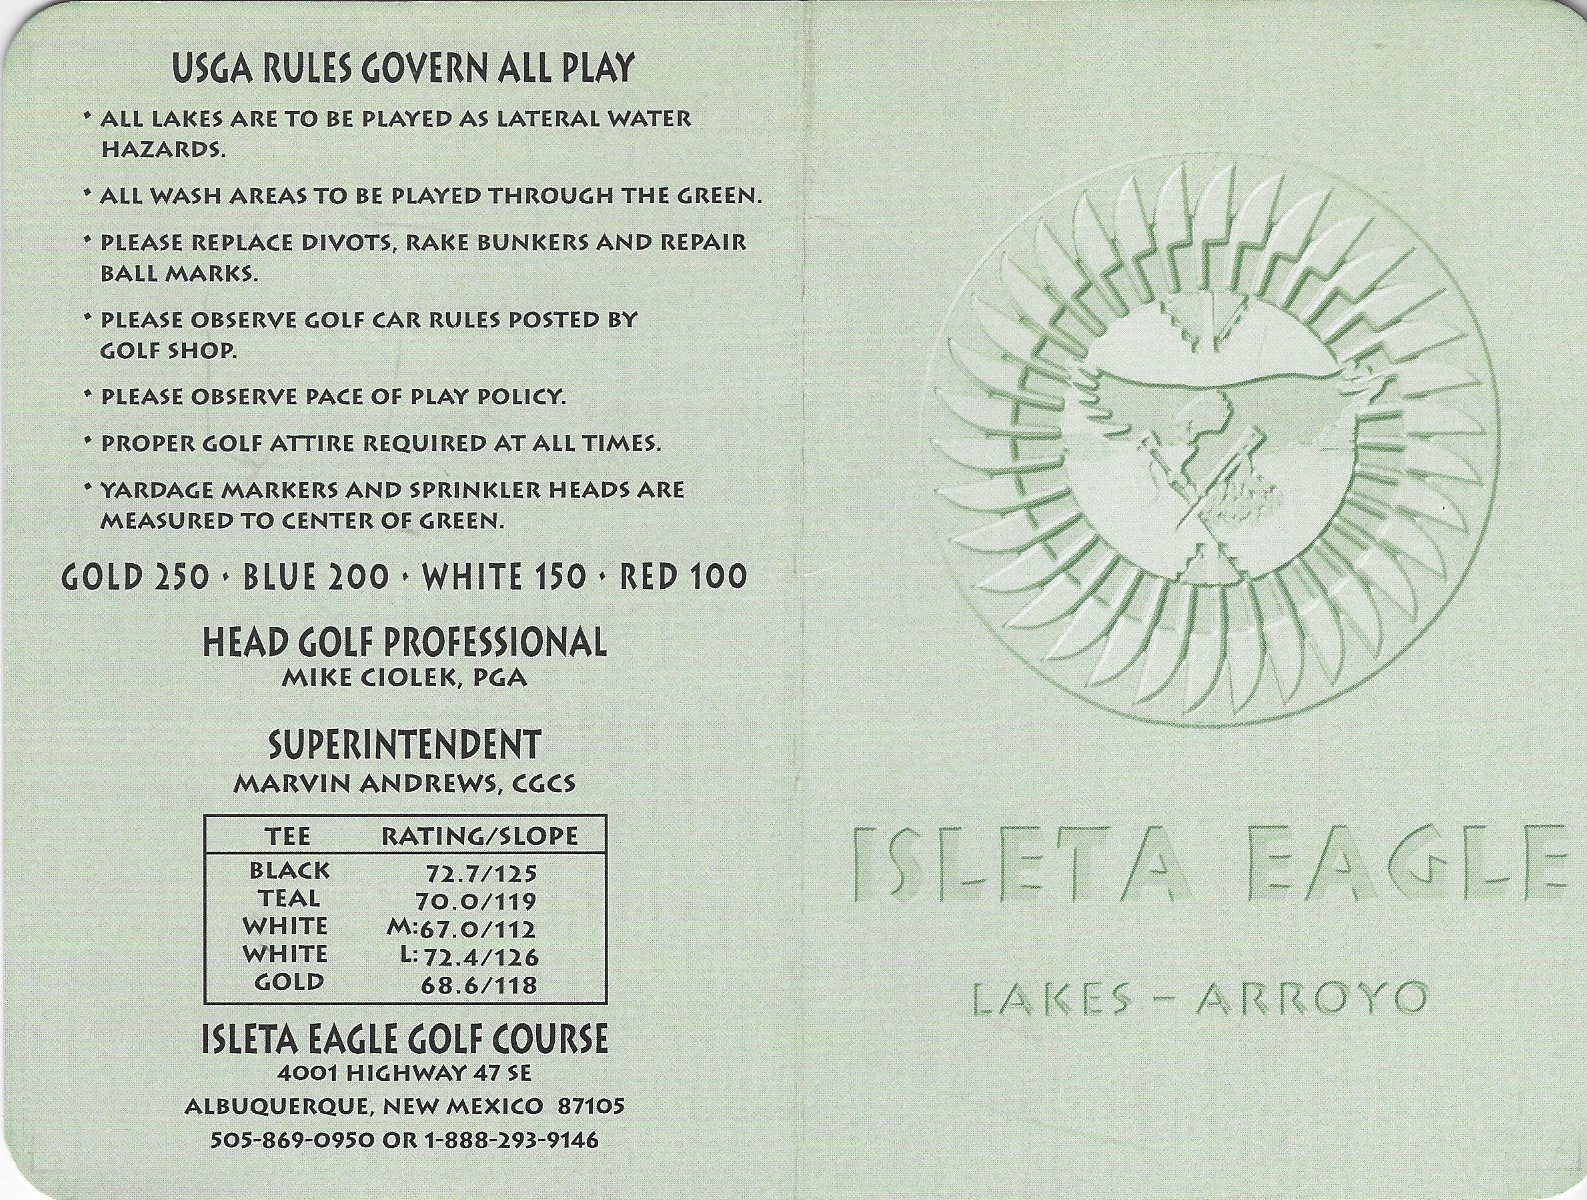 USGA RULES GOVERN ALL PLAY
* ALL LAKES ARE TO BE PLAYED AS LATERAL WATER
HAZARDS.
* ALL WASH AREAS TO BE PLAYED THROUGH THE GREEN.
* PLEASE REPLACE DIVOTS, RAKE BUNKERS AND REPAIR
BALL MARKS.
* PLEASE OBSERVE GOLF CAR RULES POSTED BY
GOLF SHOP.
* PLEASE OBSERVE PACE OF PLAY POLICY.
* PROPER GOLF ATTIRE REQUIRED AT ALL TIMES.
* YARDAGE MARKERS AND SPRINKLER HEADS ARE
MEASURED TO CENTER OF GREEN.
GOLD 250 · BLUE 200 · WHITE 150 · RED 100
HEAD GOLF PROFESSIONAL
MIKE CIOLEK, PGA
SUPERINTENDENT
MARVIN ANDREWS, CGCS
TEE RATING/SLOPE
BLACK 72.7/125
TEAL 70.0/119
WHITE M:67.0/112
WHITE L:72.4/126
GOLD 68.6/118
ISLETA EAGLE GOLF COURSE
4001 HIGHWAY 47 SE
ALBUQUERQUE, NEW MEXICO 87105
505-869-0950 OR 1-888-293-9146
ISLETA EAGLE
LAKES – ARROYO